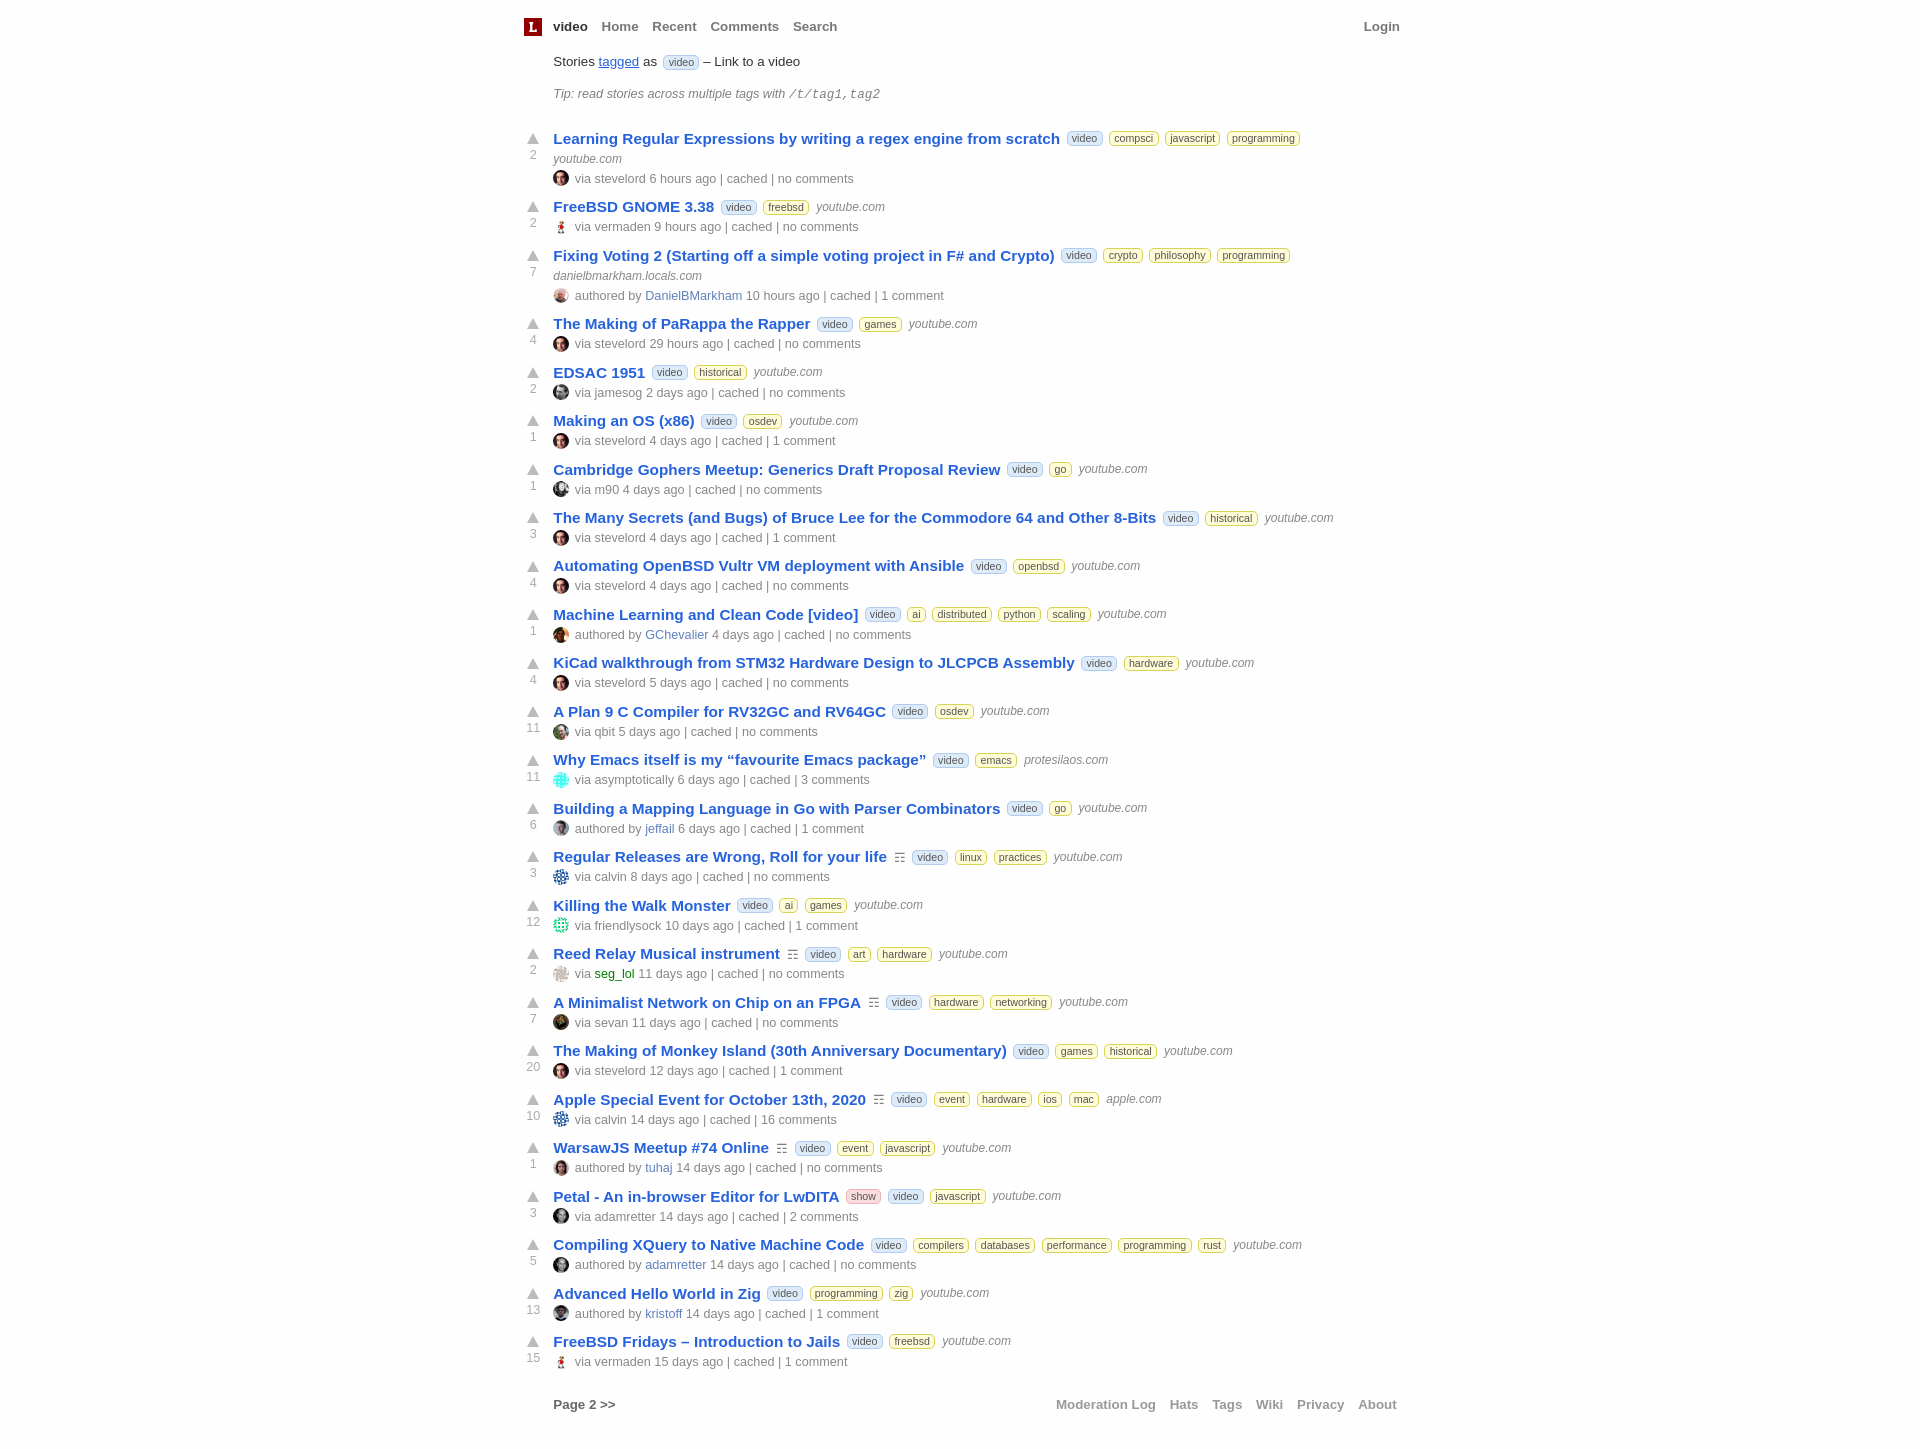 L video Home Recent Comments Search Login
Stories tagged as video – Link to a video
Tip: read stories across multiple tags with /t/tag1,tag2
Learning Regular Expressions by writing a regex engine from scratch video compsci javascript programming
2 youtube.com
via stevelord 6 hours ago | cached | no comments
FreeBSD GNOME 3.38 video freebsd youtube.com
2 via vermaden 9 hours ago | cached | no comments
Fixing Voting 2 (Starting off a simple voting project in F# and Crypto) video crypto philosophy programming
7 danielbmarkham.locals.com
authored by DanielBMarkham 10 hours ago | cached | 1 comment
The Making of PaRappa the Rapper video games youtube.com
4 via stevelord 29 hours ago | cached | no comments
EDSAC 1951 video historical youtube.com
2 via jamesog 2 days ago | cached | no comments
Making an OS (x86) video osdev youtube.com
1 via stevelord 4 days ago | cached | 1 comment
Cambridge Gophers Meetup: Generics Draft Proposal Review video go youtube.com
1 via m90 4 days ago | cached | no comments
The Many Secrets (and Bugs) of Bruce Lee for the Commodore 64 and Other 8-Bits video historical youtube.com
3 via stevelord 4 days ago | cached | 1 comment
Automating OpenBSD Vultr VM deployment with Ansible video openbsd youtube.com
4 via stevelord 4 days ago | cached | no comments
Machine Learning and Clean Code [video] video ai distributed python scaling youtube.com
1 authored by GChevalier 4 days ago | cached | no comments
KiCad walkthrough from STM32 Hardware Design to JLCPCB Assembly video hardware youtube.com
4 via stevelord 5 days ago | cached | no comments
A Plan 9 C Compiler for RV32GC and RV64GC video osdev youtube.com
11 via qbit 5 days ago | cached | no comments
Why Emacs itself is my “favourite Emacs package” video emacs protesilaos.com
11 via asymptotically 6 days ago | cached | 3 comments
Building a Mapping Language in Go with Parser Combinators video go youtube.com
6 authored by jeffail 6 days ago | cached | 1 comment
Regular Releases are Wrong, Roll for your life ☶ video linux practices youtube.com
3 via calvin 8 days ago | cached | no comments
Killing the Walk Monster video ai games youtube.com
12 via friendlysock 10 days ago | cached | 1 comment
Reed Relay Musical instrument ☶ video art hardware youtube.com
2 via seg_lol 11 days ago | cached | no comments
A Minimalist Network on Chip on an FPGA ☶ video hardware networking youtube.com
7 via sevan 11 days ago | cached | no comments
The Making of Monkey Island (30th Anniversary Documentary) video games historical youtube.com
20 via stevelord 12 days ago | cached | 1 comment
Apple Special Event for October 13th, 2020 ☶ video event hardware ios mac apple.com
10 via calvin 14 days ago | cached | 16 comments
WarsawJS Meetup #74 Online ☶ video event javascript youtube.com
1 authored by tuhaj 14 days ago | cached | no comments
Petal - An in-browser Editor for LwDITA show video javascript youtube.com
3 via adamretter 14 days ago | cached | 2 comments
Compiling XQuery to Native Machine Code video compilers databases performance programming rust youtube.com
5 authored by adamretter 14 days ago | cached | no comments
Advanced Hello World in Zig video programming zig youtube.com
13 authored by kristoff 14 days ago | cached | 1 comment
FreeBSD Fridays – Introduction to Jails video freebsd youtube.com
15 via vermaden 15 days ago | cached | 1 comment
Page 2 >> Moderation Log Hats Tags Wiki Privacy About